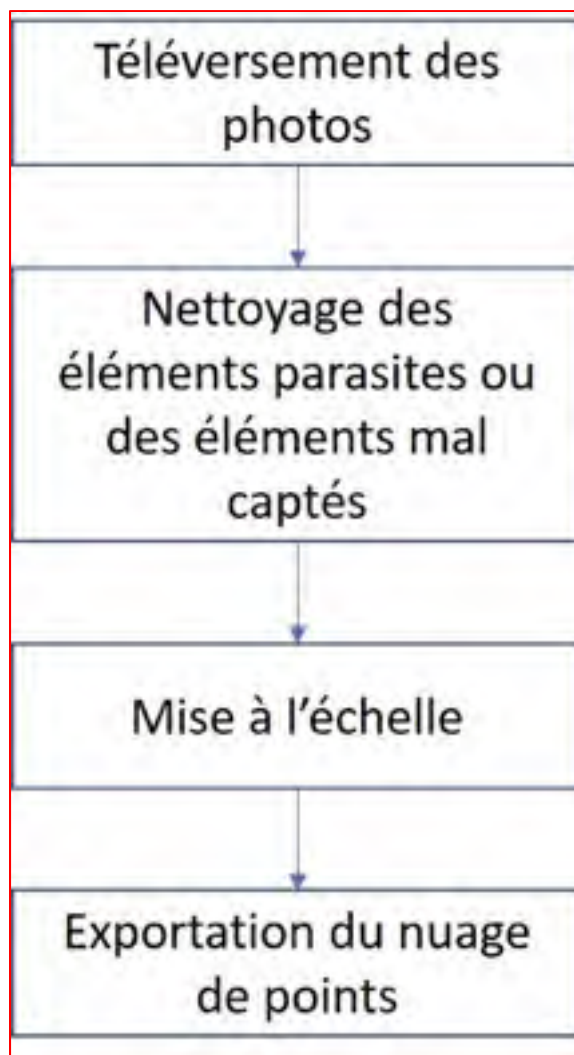 Téléversement des
photos
Nettoyage des
éléments parasites ou
des éléments mal
captés
Mise à l’échelle
Exportation du nuage
de points